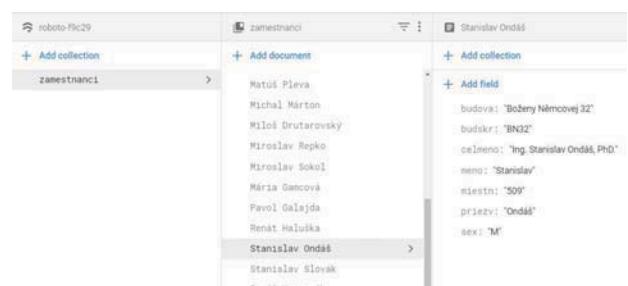 roboto-f9c29
Add collection
zamestnanci
zamestnanci
Add document
Matúš Pleva
Michal Márton
Miloš Drutarovský
Miroslav Repko
Miroslav Sokol
Mária Gamcová
Pavol Galajda
Renát Haluška
Stanislav Ondáš
Stanislav Slovák
Stanislav Ondáš
Add collection
Add field
budova: "Boženy Němcovej 32"
budskr: "BN32"
celmeno: "Ing. Stanislav Ondáš, PhD."
meno: "Stanislav"
miestn: "509"
priezv: "Ondáš"
sex: "M"